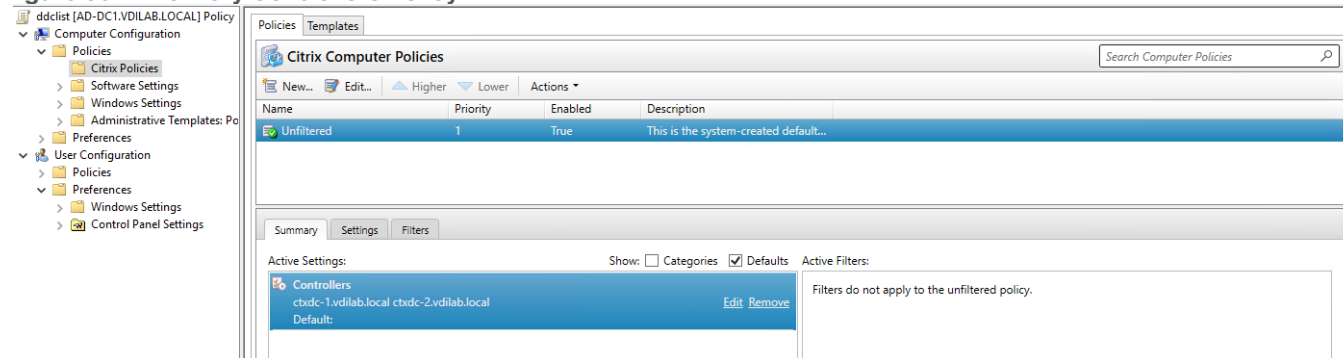 ddclist [AD-DC1.VDILAB.LOCAL] Policy
Computer Configuration
Policies
Citrix Policies
Software Settings
Windows Settings
Administrative Templates: Po
Preferences
User Configuration
Policies
Preferences
Windows Settings
Control Panel Settings
Policies Templates
Citrix Computer Policies
Search Computer Policies
New... Edit... Higher Lower Actions
Name Priority Enabled Description
Unfiltered 1 True This is the system-created default...
Summary Settings Filters
Active Settings: Show: Categories Defaults Active Filters:
Controllers
ctxdc-1.vdilab.local ctxdc-2.vdilab.local Edit Remove
Default:
Filters do not apply to the unfiltered policy.